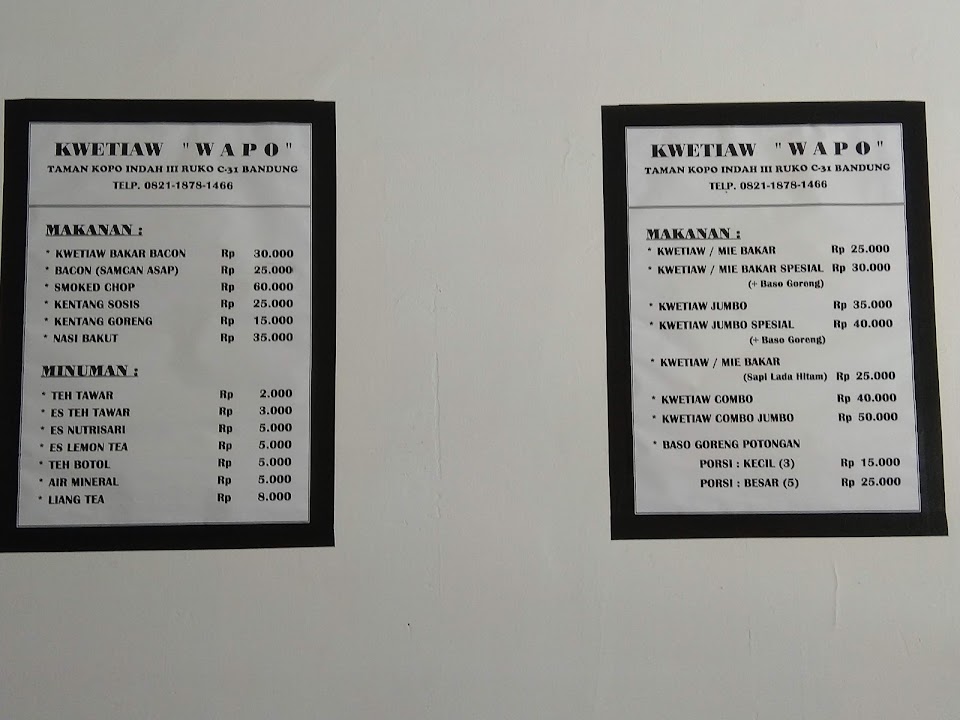 KWETIAW "WAPO"
TAMAN KOPO INDAH III RUKO C-31 BANDUNG
TELP. 0821-1878-1466
MAKANAN :
* KWETIAW BAKAR BACON Rp 30.000
* BACON (SAMCAN ASAP) Rp 25.000
* SMOKED CHOP Rp 60.000
* KENTANG SOSIS Rp 25.000
* KENTANG GORENG Rp 15.000
* NASI BAKUT Rp 35.000
MINUMAN :
* TEH TAWAR Rp 2.000
* ES TEH TAWAR Rp 3.000
* ES NUTRISARI Rp 5.000
* ES LEMON TEA Rp 5.000
* TEH BOTOL Rp 5.000
* AIR MINERAL Rp 5.000
* LIANG TEA Rp 8.000
KWETIAW "WAPO"
TAMAN KOPO INDAH III RUKO C-31 BANDUNG
TELP. 0821-1878-1466
MAKANAN :
* KWETIAW / MIE BAKAR Rp 25.000
* KWETIAW / MIE BAKAR SPESIAL Rp 30.000
(+ Baso Goreng)
* KWETIAW JUMBO Rp 35.000
* KWETIAW JUMBO SPESIAL Rp 40.000
(+ Baso Goreng)
* KWETIAW / MIE BAKAR
(Sapi Lada Hitam) Rp 25.000
* KWETIAW COMBO Rp 40.000
* KWETIAW COMBO JUMBO Rp 50.000
* BASO GORENG POTONGAN
PORSI : KECIL (3) Rp 15.000
PORSI : BESAR (5) Rp 25.000